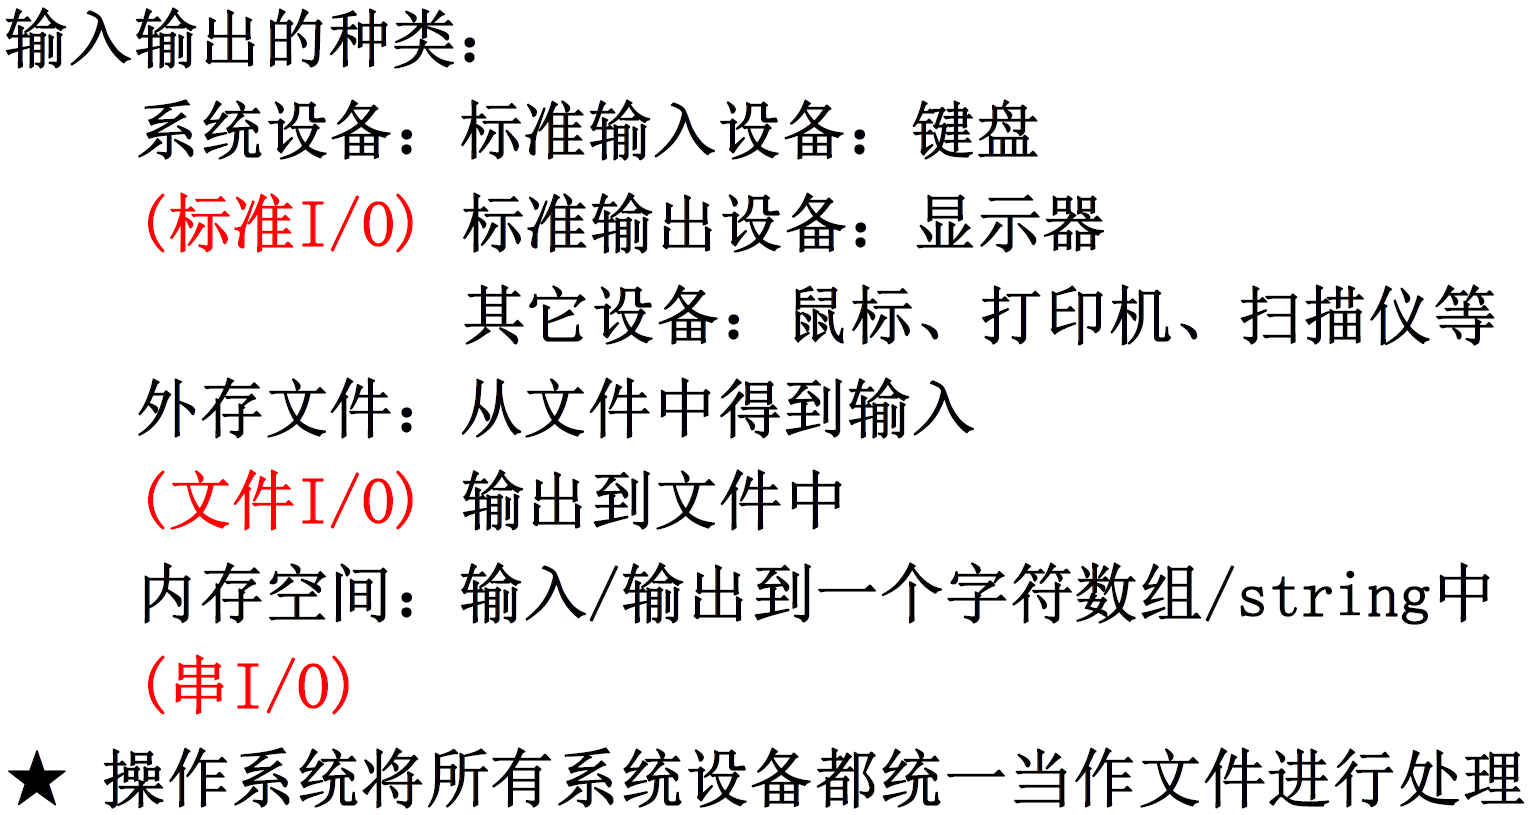 输入输出的种类：
系统设备：标准输入设备：键盘
(标准I/O) 标准输出设备：显示器
其它设备：鼠标、打印机、扫描仪等
外存文件：从文件中得到输入
(文件I/O) 输出到文件中
内存空间：输入/输出到一个字符数组/string中
(串I/O)
★ 操作系统将所有系统设备都统一当作文件进行处理